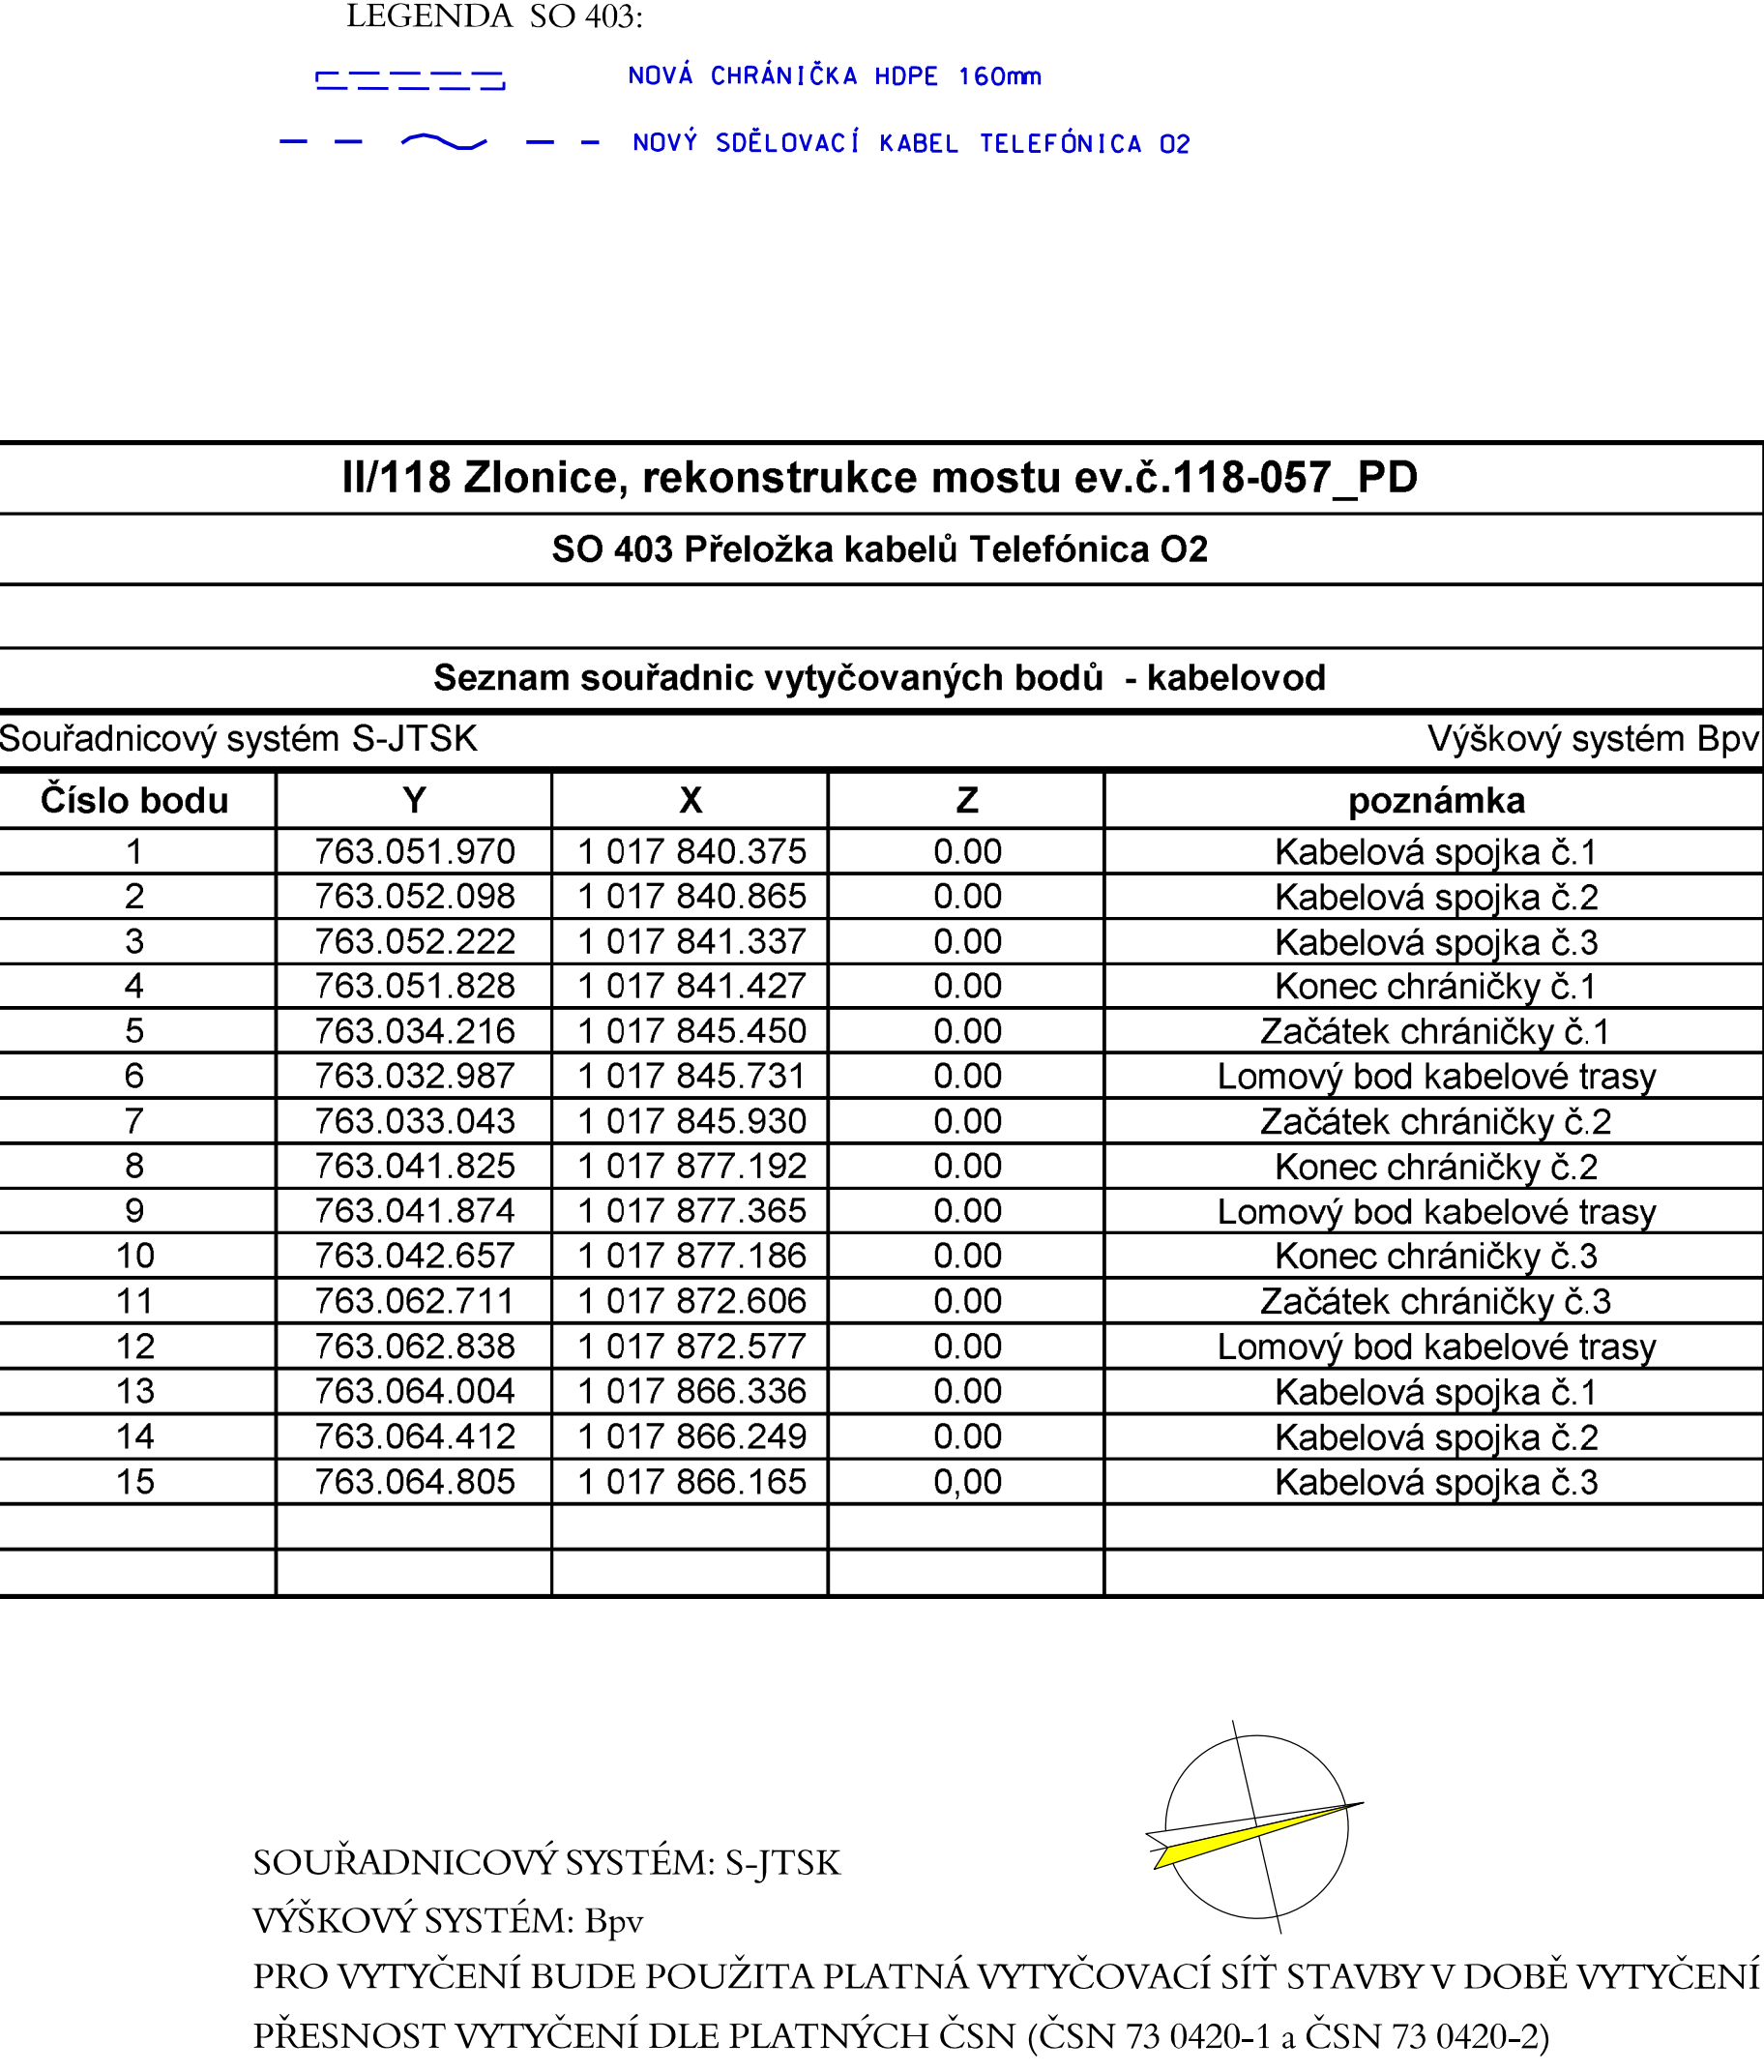 LEGENDA SO 403:
NOVÁ CHRÁNIČKA HDPE 160mm
NOVÝ SDĚLOVACÍ KABEL TELEFÓNICA O2
II/118 Zlonice, rekonstrukce mostu ev.č.118-057_PD
SO 403 Přeložka kabelů Telefónica O2
Seznam souřadnic vytyčovaných bodů - kabelovod
Souřadnicový systém S-JTSK Výškový systém Bpv
Číslo bodu Y X Z poznámka
1 763.051.970 1 017 840.375 0.00 Kabelová spojka č.1
2 763.052.098 1 017 840.865 0.00 Kabelová spojka č.2
3 763.052.222 1 017 841.337 0.00 Kabelová spojka č.3
4 763.051.828 1 017 841.427 0.00 Konec chráničky č.1
5 763.034.216 1 017 845.450 0.00 Začátek chráničky č.1
6 763.032.987 1 017 845.731 0.00 Lomový bod kabelové trasy
7 763.033.043 1 017 845.930 0.00 Začátek chráničky č.2
8 763.041.825 1 017 877.192 0.00 Konec chráničky č.2
9 763.041.874 1 017 877.365 0.00 Lomový bod kabelové trasy
10 763.042.657 1 017 877.186 0.00 Konec chráničky č.3
11 763.062.711 1 017 872.606 0.00 Začátek chráničky č.3
12 763.062.838 1 017 872.577 0.00 Lomový bod kabelové trasy
13 763.064.004 1 017 866.336 0.00 Kabelová spojka č.1
14 763.064.412 1 017 866.249 0.00 Kabelová spojka č.2
15 763.064.805 1 017 866.165 0,00 Kabelová spojka č.3
SOUŘADNICOVÝ SYSTÉM: S-JTSK
VÝŠKOVÝ SYSTÉM: Bpv
PRO VYTYČENÍ BUDE POUŽITA PLATNÁ VYTYČOVACÍ SÍŤ STAVBY V DOBĚ VYTYČENÍ
PŘESNOST VYTYČENÍ DLE PLATNÝCH ČSN (ČSN 73 0420-1 a ČSN 73 0420-2)